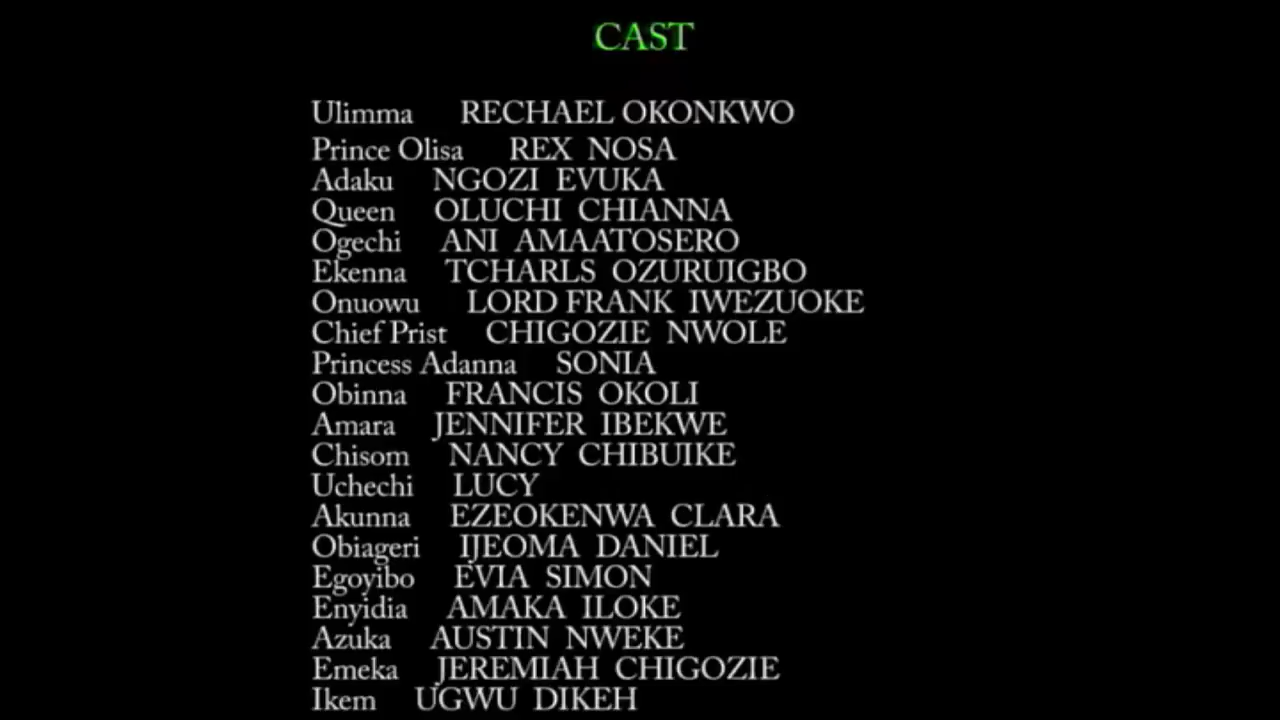 CAST
Ulimma RECHAEL OKONKWO
Prince Olisa REX NOSA
Adaku NGOZI EVUKA
Queen OLUCHI CHIANNA
Ogechi ANI AMAATOSERO
Ekenna TCHARLS OZURUIGBO
Onuowu LORD FRANK IWEZUOKE
Chief Prist CHIGOZIE NWOLE
Princess Adanna SONIA
Obinna FRANCIS OKOLI
Amara JENNIFER IBEKWE
Chisom NANCY CHIBUIKE
Uchechi LUCY
Akunna EZEOKENWA CLARA
Obiageri IJEOMA DANIEL
Egoyibo EVIA SIMON
Enyidia AMAKA ILOKE
Azuka AUSTIN NWEKE
Emeka JEREMIAH CHIGOZIE
Ikem UGWU DIKEH